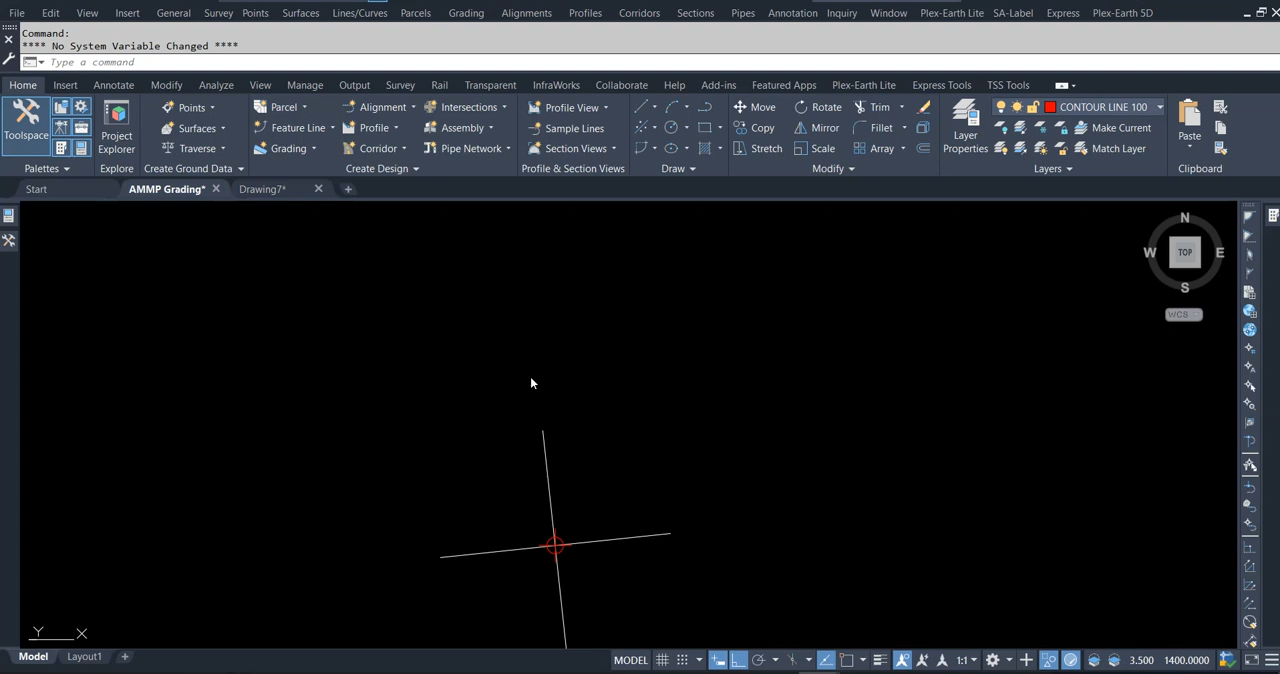 File Edit View Insert General Survey Points Surfaces Lines/Curves Parcels Grading Alignments Profiles Corridors Sections Pipes Annotation Inquiry Window Plex-Earth Lite SA-Label Express Plex-Earth 5D
Command:
**** No System Variable Changed ****
Type a command
Home Insert Annotate Modify Analyze View Manage Output Survey Rail Transparent InfraWorks Collaborate Help Add-ins Featured Apps Plex-Earth Lite Express Tools TSS Tools
Points Parcel Alignment Intersections Profile View Move Rotate Trim CONTOUR LINE 100
Toolspace Project Explorer Surfaces Feature Line Profile Assembly Sample Lines Copy Mirror Fillet Layer Properties Make Current Paste
Traverse Grading Corridor Pipe Network Section Views Stretch Scale Array Match Layer
Palettes Explore Create Ground Data Create Design Profile & Section Views Draw Modify Layers Clipboard
Start AMMP Grading* Drawing7*
N
W TOP E
S
WCS
Y X
Model Layout1 MODEL 1:1 3.500 1400.0000